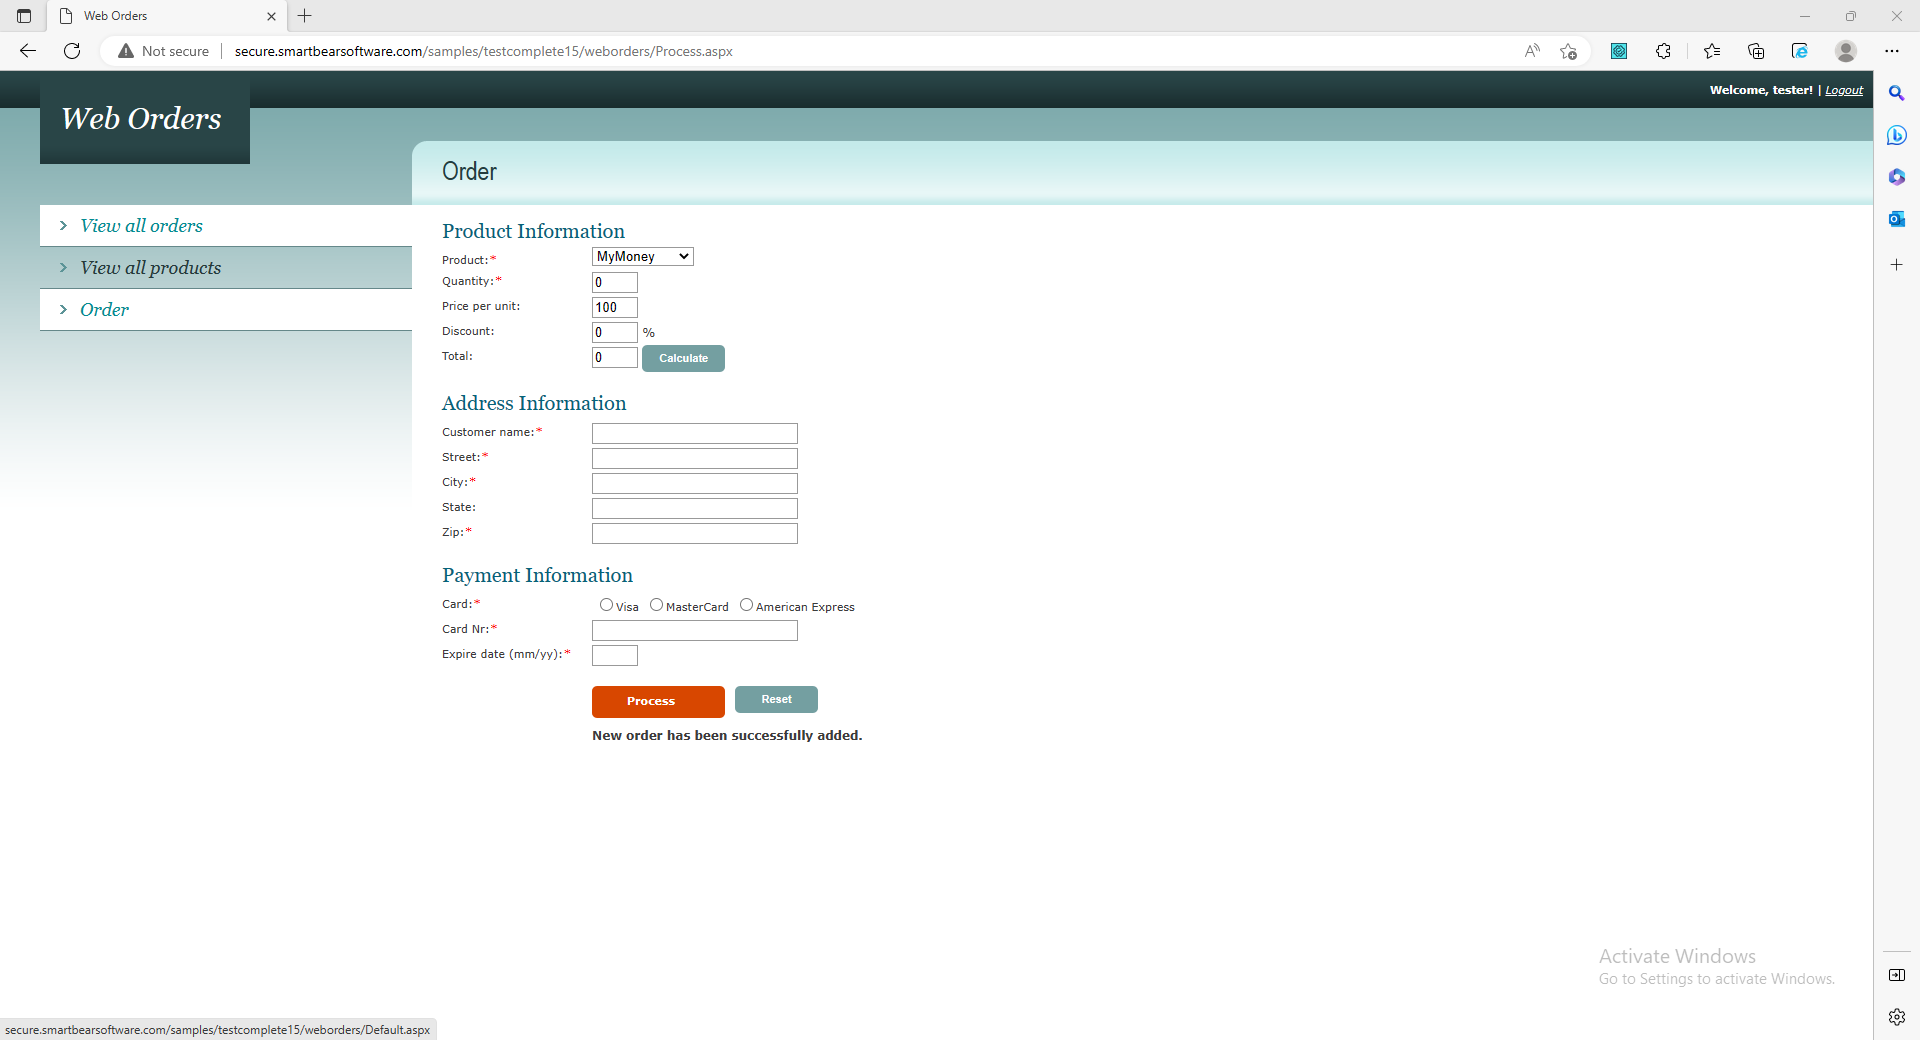 Web Orders
Not secure
secure.smartbearsoftware.com/samples/testcomplete15/weborders/Process.aspx
Welcome, tester! | Logout
Web Orders
Order
View all orders
View all products
Order
Product Information
Product:* MyMoney
Quantity:* 0
Price per unit: 100
Discount: 0 %
Total: 0 Calculate
Address Information
Customer name:*
Street:*
City:*
State:
Zip:*
Payment Information
Card:* Visa MasterCard American Express
Card Nr:*
Expire date (mm/yy):*
Process Reset
New order has been successfully added.
Activate Windows
Go to Settings to activate Windows.
secure.smartbearsoftware.com/samples/testcomplete15/weborders/Default.aspx